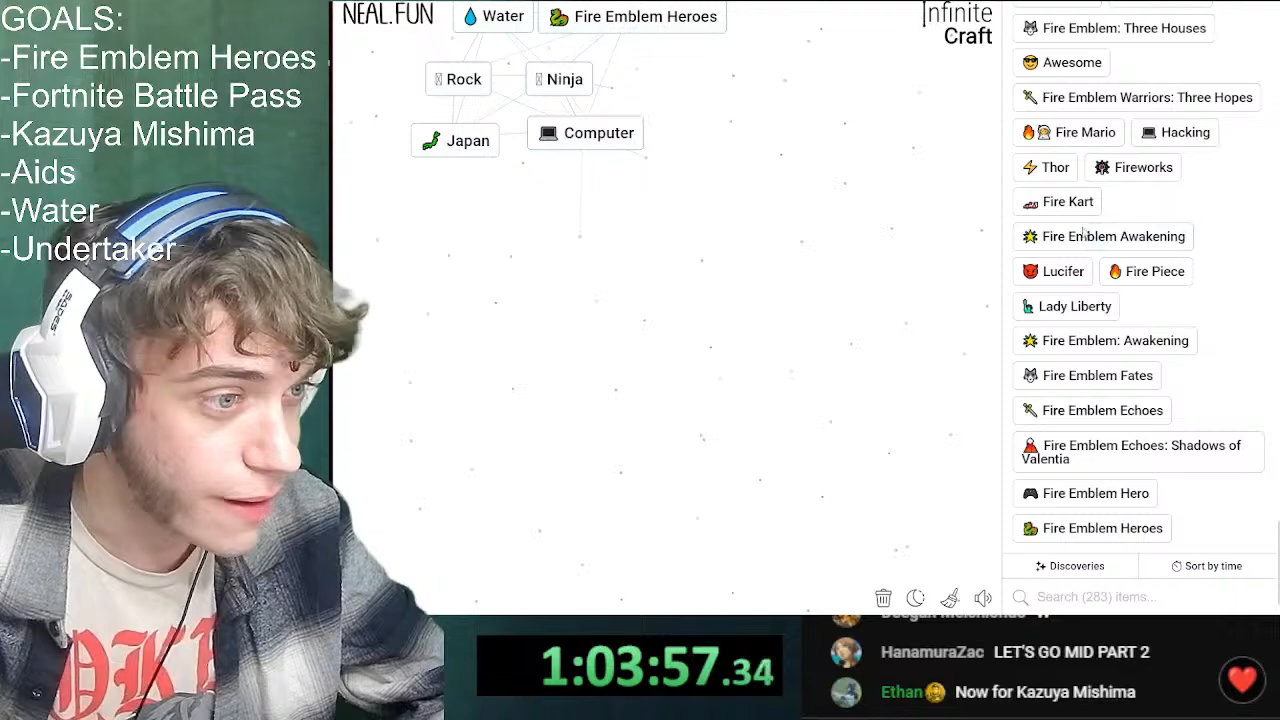 GOALS:
-Fire Emblem Heroes
-Fortnite Battle Pass
-Kazuya Mishima
-Aids
-Water
-Undertaker
NEAL.FUN
Water
Fire Emblem Heroes
Infinite
Craft
Rock
Ninja
Japan
Computer
Fire Emblem: Three Houses
Awesome
Fire Emblem Warriors: Three Hopes
Fire Mario
Hacking
Thor
Fireworks
Fire Kart
Fire Emblem Awakening
Lucifer
Fire Piece
Lady Liberty
Fire Emblem: Awakening
Fire Emblem Fates
Fire Emblem Echoes
Fire Emblem Echoes: Shadows of
Valentia
Fire Emblem Hero
Fire Emblem Heroes
Discoveries
Sort by time
Search (283) items...
1:03:57.34
HanamuraZac LET'S GO MID PART 2
Ethan Now for Kazuya Mishima